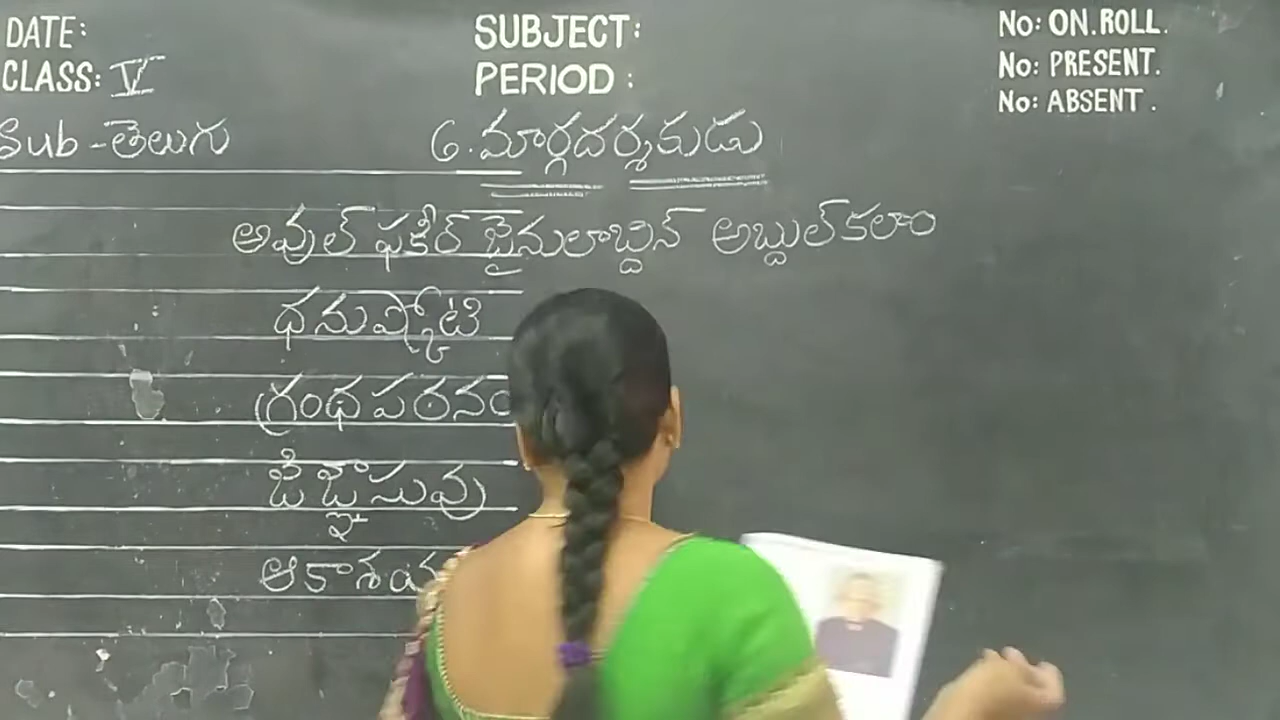 DATE:
SUBJECT:
No: ON.ROLL.
CLASS: V
PERIOD :
No: PRESENT.
No: ABSENT.
Sub - తెలుగు
6. మార్గదర్శకుడు
అవుల్ ఫకీర్ జైనులాబ్దిన్ అబ్దుల్ కలాం
ధనుష్కోటి
గ్రంథ పఠనం
జిజ్ఞాసువు